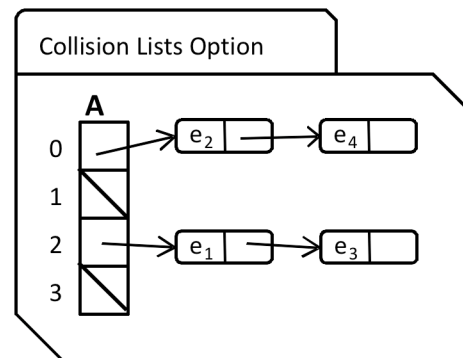 Collision Lists Option
A
0 e₂ e₄
1
2 e₁ e₃
3